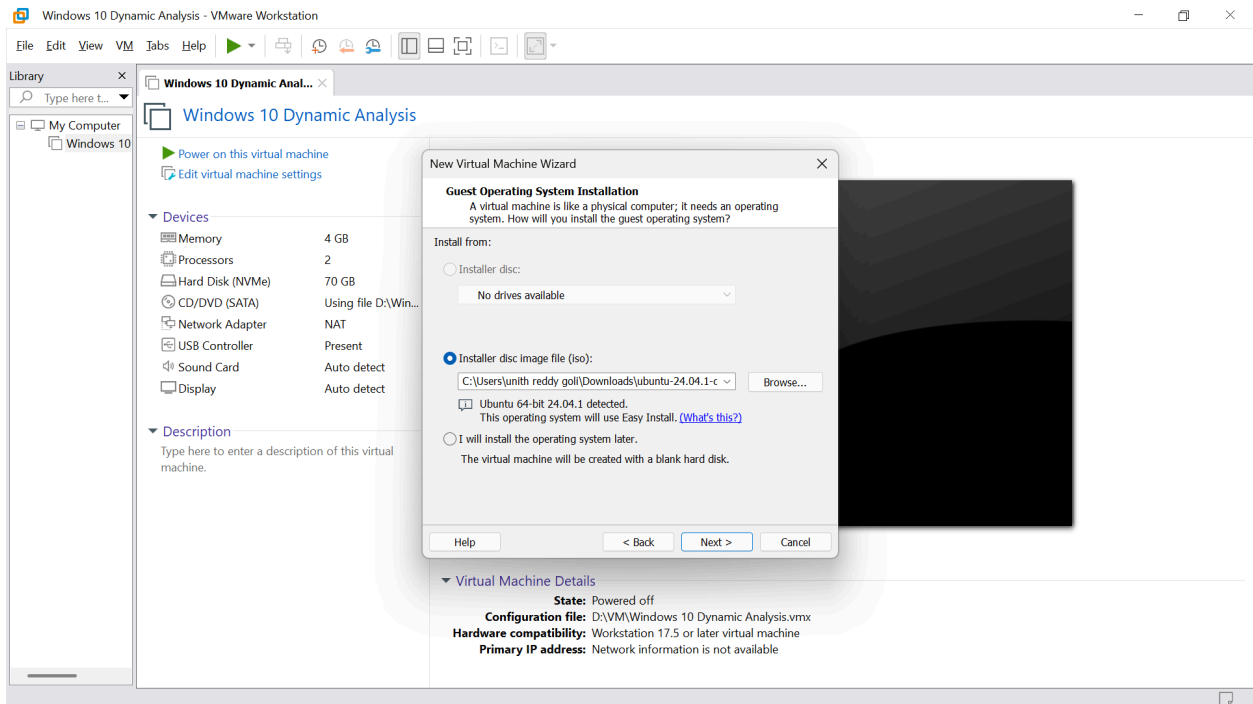 Windows 10 Dynamic Analysis - VMware Workstation
File Edit View VM Tabs Help
Library
Type here t...
My Computer
Windows 10
Windows 10 Dynamic Anal...
Windows 10 Dynamic Analysis
Power on this virtual machine
Edit virtual machine settings
Devices
Memory 4 GB
Processors 2
Hard Disk (NVMe) 70 GB
CD/DVD (SATA) Using file D:\Win...
Network Adapter NAT
USB Controller Present
Sound Card Auto detect
Display Auto detect
Description
Type here to enter a description of this virtual
machine.
New Virtual Machine Wizard
Guest Operating System Installation
A virtual machine is like a physical computer; it needs an operating
system. How will you install the guest operating system?
Install from:
Installer disc:
No drives available
Installer disc image file (iso):
C:\Users\unith reddy goli\Downloads\ubuntu-24.04.1-c
Browse...
Ubuntu 64-bit 24.04.1 detected.
This operating system will use Easy Install. (What's this?)
I will install the operating system later.
The virtual machine will be created with a blank hard disk.
Help < Back Next > Cancel
Virtual Machine Details
State: Powered off
Configuration file: D:\VM\Windows 10 Dynamic Analysis.vmx
Hardware compatibility: Workstation 17.5 or later virtual machine
Primary IP address: Network information is not available